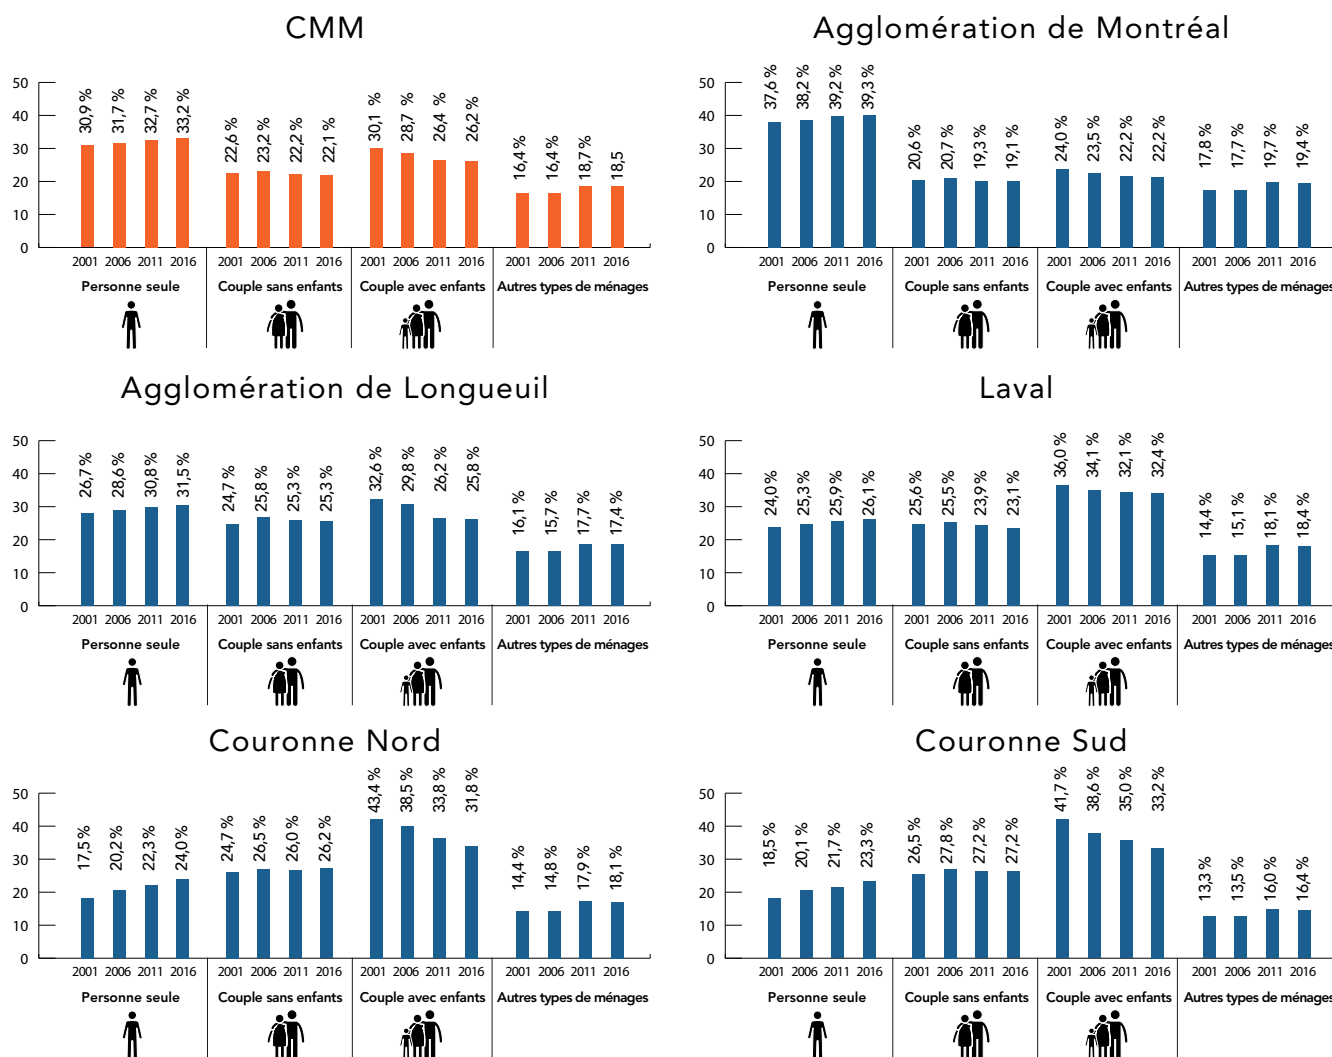 CMM
50
40
30
20
10
0
30,9 % 31,7 % 32,7 % 33,2 % 22,6 % 23,2 % 22,2 % 22,1 % 30,1 % 28,7 % 26,4 % 26,2 % 16,4 % 16,4 % 18,7 % 18,5
2001 2006 2011 2016 2001 2006 2011 2016 2001 2006 2011 2016 2001 2006 2011 2016
Personne seule Couple sans enfants Couple avec enfants Autres types de ménages
Agglomération de Montréal
50
40
30
20
10
0
37,6 % 38,2 % 39,2 % 39,3 % 20,6 % 20,7 % 19,3 % 19,1 % 24,0 % 23,5 % 22,2 % 22,2 % 17,8 % 17,7 % 19,7 % 19,4 %
2001 2006 2011 2016 2001 2006 2011 2016 2001 2006 2011 2016 2001 2006 2011 2016
Personne seule Couple sans enfants Couple avec enfants Autres types de ménages
Agglomération de Longueuil
50
40
30
20
10
0
26,7 % 28,6 % 30,8 % 31,5 % 24,7 % 25,8 % 25,3 % 25,3 % 32,6 % 29,8 % 26,2 % 25,8 % 16,1 % 15,7 % 17,7 % 17,4 %
2001 2006 2011 2016 2001 2006 2011 2016 2001 2006 2011 2016 2001 2006 2011 2016
Personne seule Couple sans enfants Couple avec enfants Autres types de ménages
Laval
50
40
30
20
10
0
24,0 % 25,3 % 25,9 % 26,1 % 25,6 % 25,5 % 23,9 % 23,1 % 36,0 % 34,1 % 32,1 % 32,4 % 14,4 % 15,1 % 18,1 % 18,4 %
2001 2006 2011 2016 2001 2006 2011 2016 2001 2006 2011 2016 2001 2006 2011 2016
Personne seule Couple sans enfants Couple avec enfants Autres types de ménages
Couronne Nord
50
40
30
20
10
0
17,5 % 20,2 % 22,3 % 24,0 % 24,7 % 26,5 % 26,0 % 26,2 % 43,4 % 38,5 % 33,8 % 31,8 % 14,4 % 14,8 % 17,9 % 18,1 %
2001 2006 2011 2016 2001 2006 2011 2016 2001 2006 2011 2016 2001 2006 2011 2016
Personne seule Couple sans enfants Couple avec enfants Autres types de ménages
Couronne Sud
50
40
30
20
10
0
18,5 % 20,1 % 21,7 % 23,3 % 26,5 % 27,8 % 27,2 % 27,2 % 41,7 % 38,6 % 35,0 % 33,2 % 13,3 % 13,5 % 16,0 % 16,4 %
2001 2006 2011 2016 2001 2006 2011 2016 2001 2006 2011 2016 2001 2006 2011 2016
Personne seule Couple sans enfants Couple avec enfants Autres types de ménages